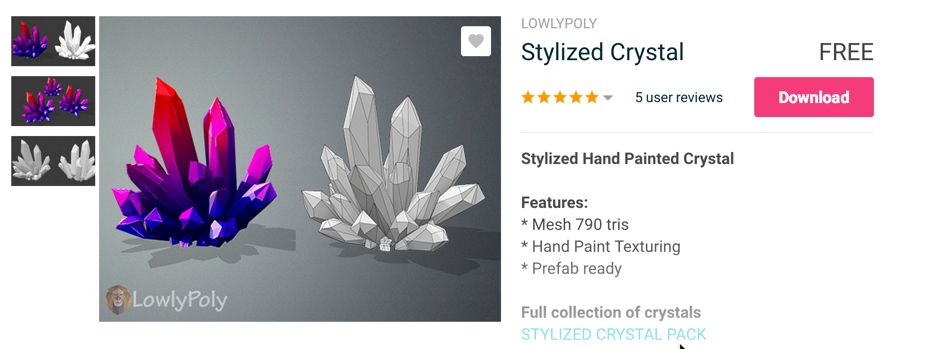 LOWLYPOLY
Stylized Crystal
FREE
5 user reviews
Download
Stylized Hand Painted Crystal
Features:
* Mesh 790 tris
* Hand Paint Texturing
* Prefab ready
Full collection of crystals
STYLIZED CRYSTAL PACK
LowlyPoly